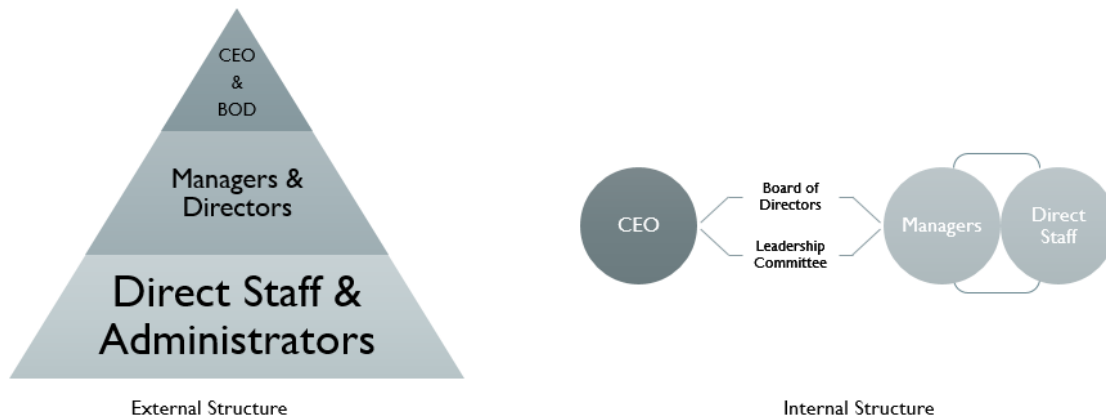 CEO
&
BOD
Managers &
Directors
Direct Staff &
Administrators
External Structure
CEO
Board of
Directors
Leadership
Committee
Managers
Direct
Staff
Internal Structure